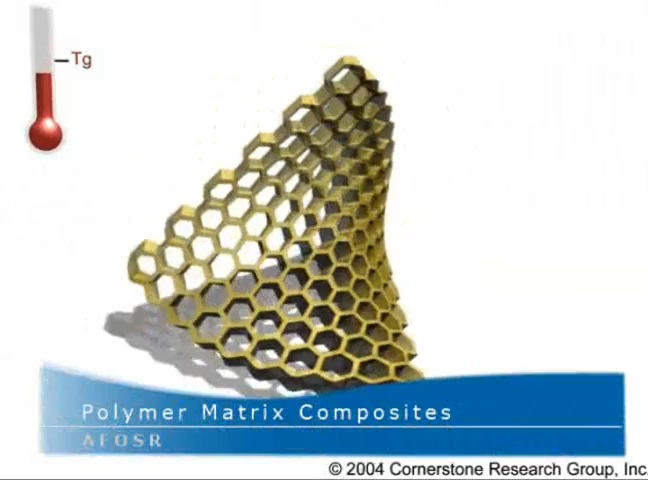 Tg
Polymer Matrix Composites
AFOSR
© 2004 Cornerstone Research Group, Inc.